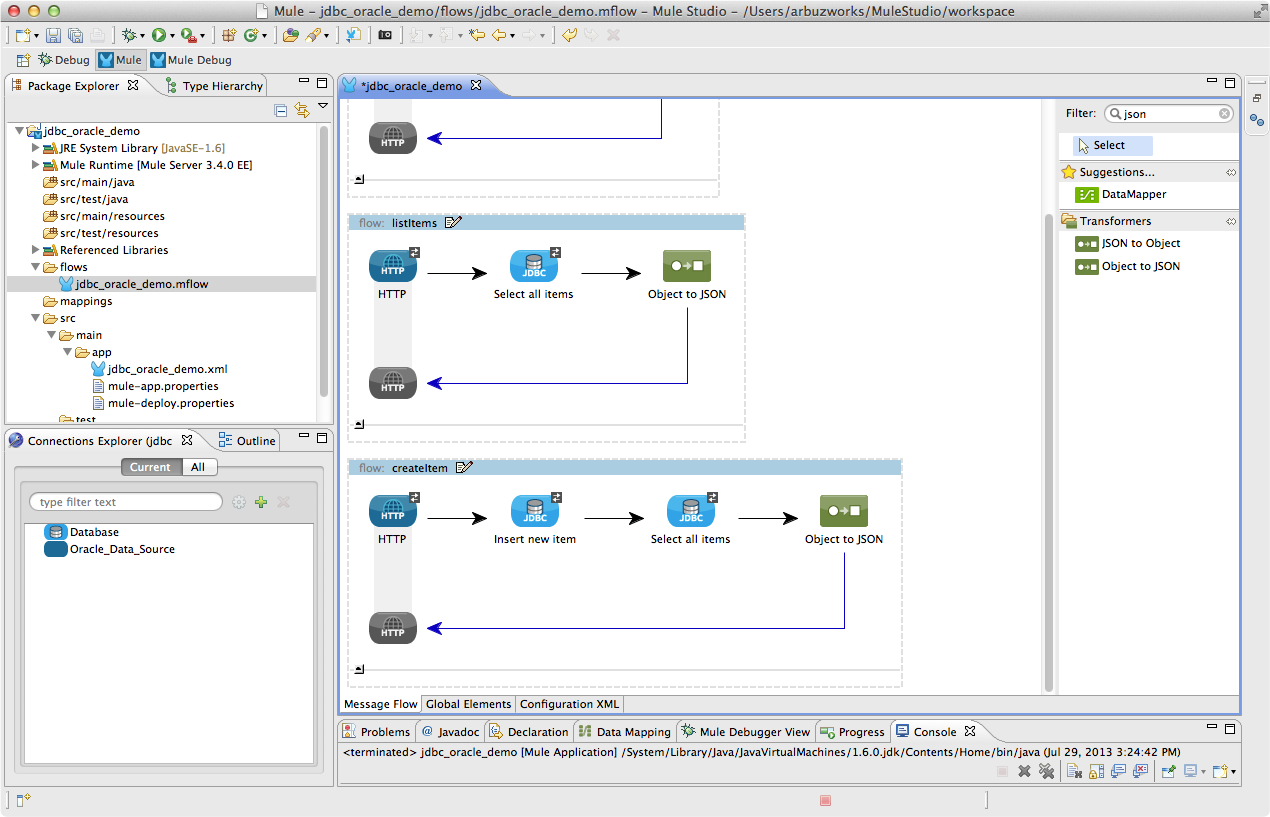 Mule – jdbc_oracle_demo/flows/jdbc_oracle_demo.mflow – Mule Studio – /Users/arbuzworks/MuleStudio/workspace
Debug Mule Mule Debug
Package Explorer Type Hierarchy
jdbc_oracle_demo
JRE System Library [JavaSE-1.6]
Mule Runtime [Mule Server 3.4.0 EE]
src/main/java
src/test/java
src/main/resources
src/test/resources
Referenced Libraries
flows
jdbc_oracle_demo.mflow
mappings
src
main
app
jdbc_oracle_demo.xml
mule-app.properties
mule-deploy.properties
test
Connections Explorer (jdbc Outline
Current All
type filter text
Database
Oracle_Data_Source
*jdbc_oracle_demo
HTTP
flow: listItems
HTTP JDBC
HTTP Select all items Object to JSON
HTTP
flow: createItem
HTTP JDBC JDBC
HTTP Insert new item Select all items Object to JSON
HTTP
Message Flow Global Elements Configuration XML
Filter: json
Select
Suggestions...
DataMapper
Transformers
JSON to Object
Object to JSON
Problems @ Javadoc Declaration Data Mapping Mule Debugger View Progress Console
<terminated> jdbc_oracle_demo [Mule Application] /System/Library/Java/JavaVirtualMachines/1.6.0.jdk/Contents/Home/bin/java (Jul 29, 2013 3:24:42 PM)